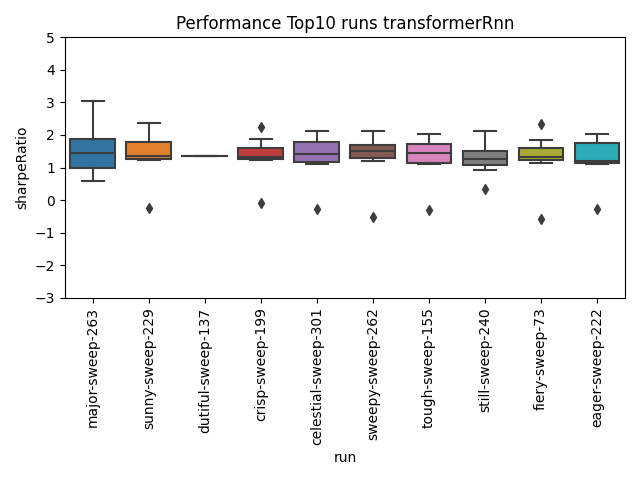 Performance Top10 runs transformerRnn
sharpeRatio
5
4
3
2
1
0
−1
−2
−3
major-sweep-263
sunny-sweep-229
dutiful-sweep-137
crisp-sweep-199
celestial-sweep-301
sweepy-sweep-262
tough-sweep-155
still-sweep-240
fiery-sweep-73
eager-sweep-222
run